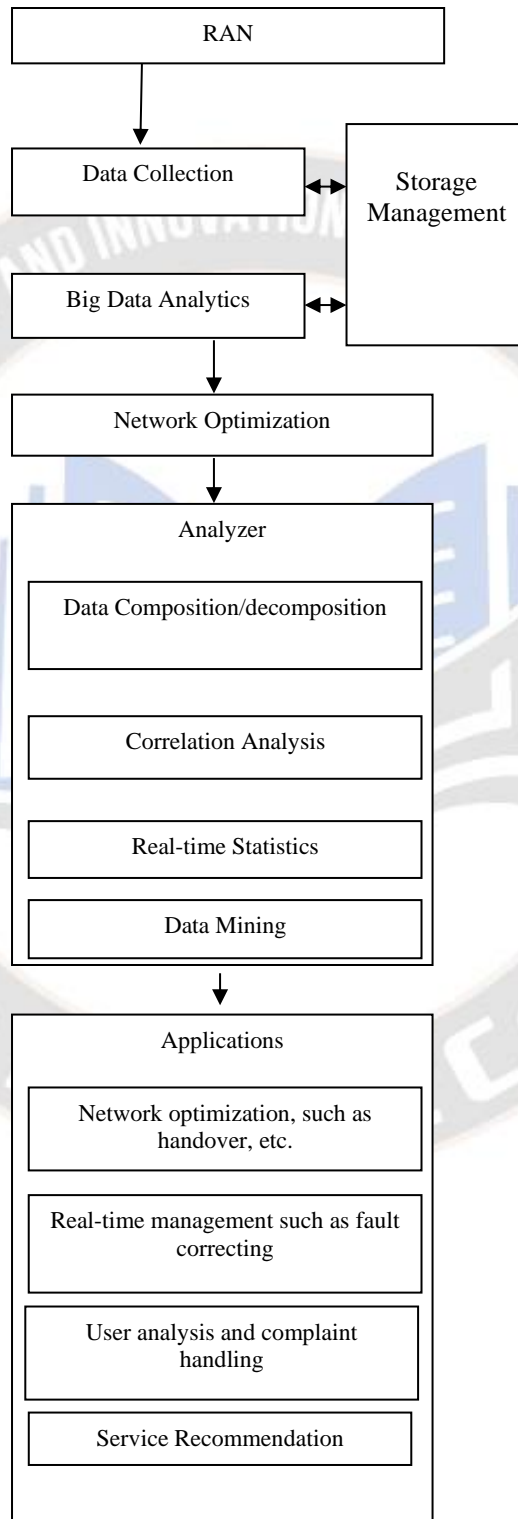 RAN
Data Collection
Storage
Management
Big Data Analytics
Network Optimization
Analyzer
Data Composition/decomposition
Correlation Analysis
Real-time Statistics
Data Mining
Applications
Network optimization, such as
handover, etc.
Real-time management such as fault
correcting
User analysis and complaint
handling
Service Recommendation
AND INNOVATION